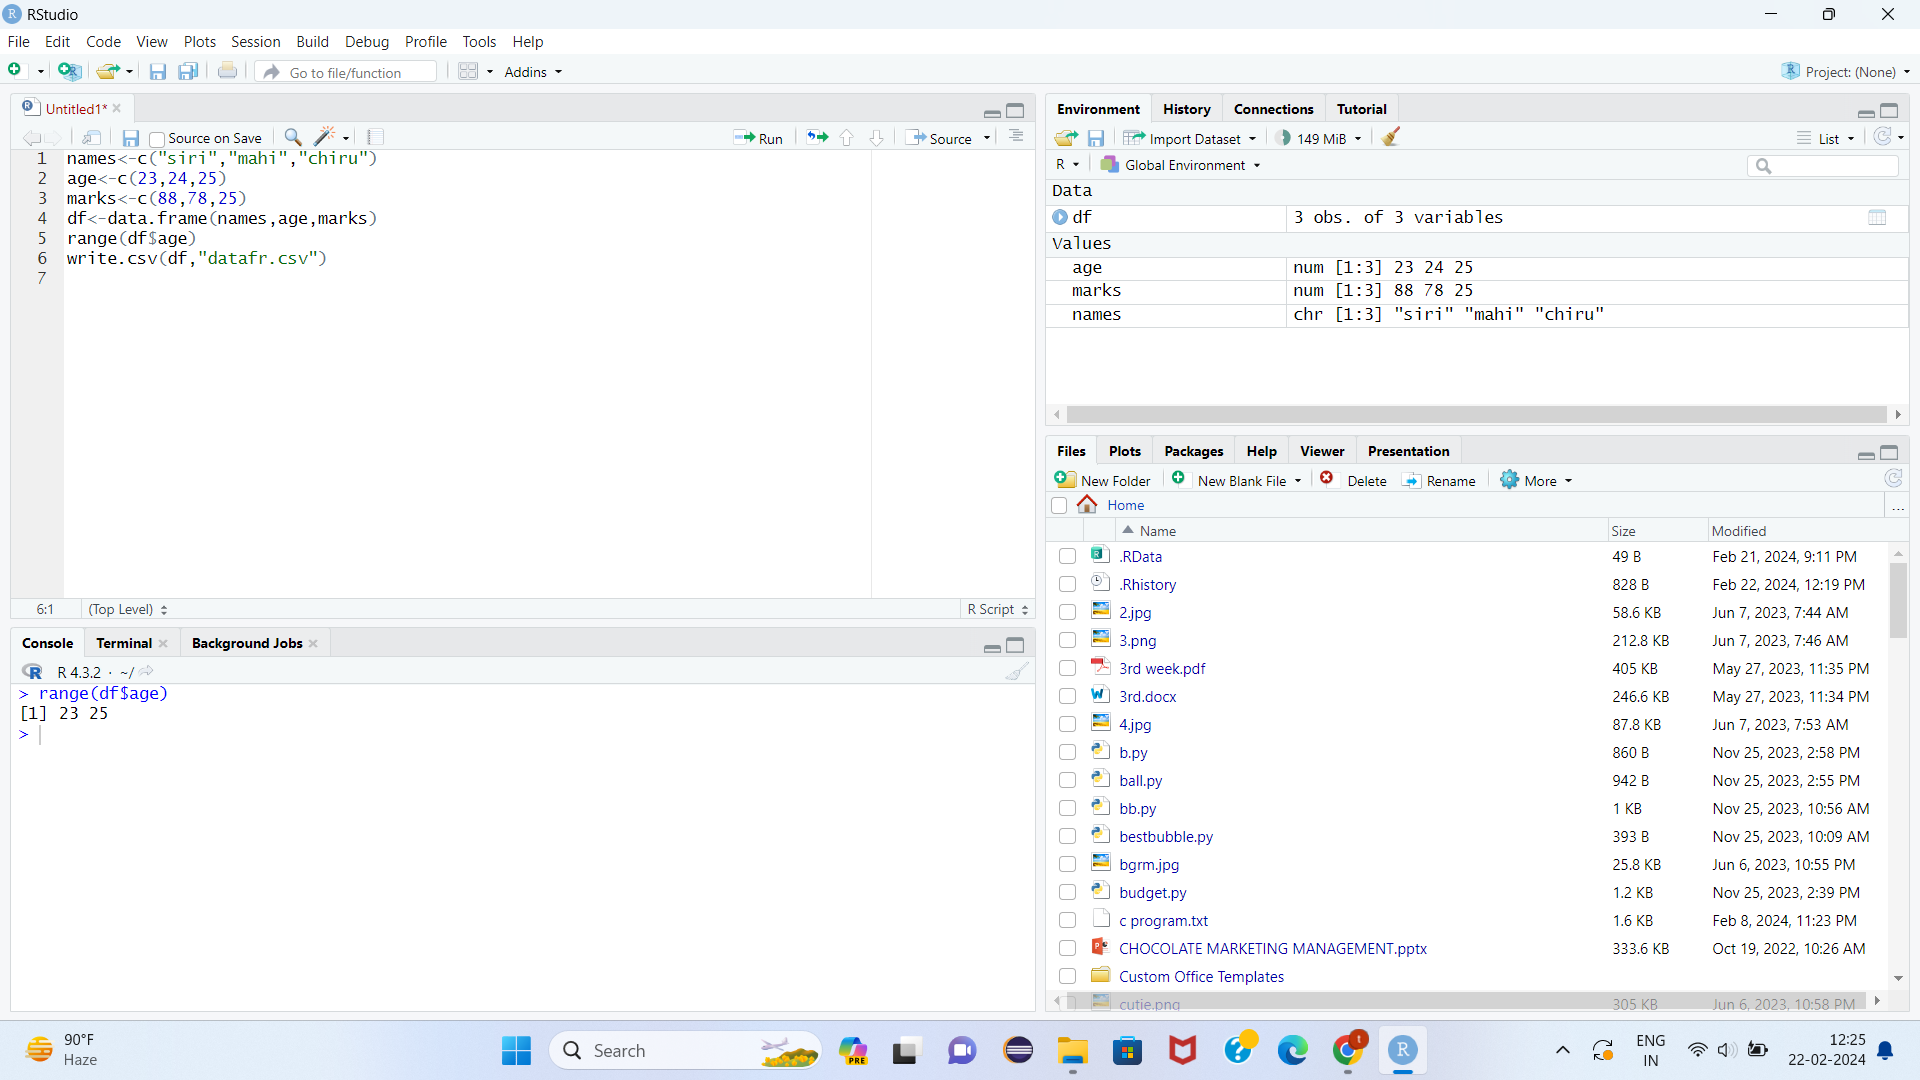 RStudio
File Edit Code View Plots Session Build Debug Profile Tools Help
Go to file/function Addins Project: (None)
Untitled1*
Source on Save Run Source
1 names<-c("siri","mahi","chiru")
2 age<-c(23,24,25)
3 marks<-c(88,78,25)
4 df<-data.frame(names,age,marks)
5 range(df$age)
6 write.csv(df,"datafr.csv")
7
6:1 (Top Level) R Script
Console Terminal Background Jobs
R 4.3.2 · ~/
> range(df$age)
[1] 23 25
>
Environment History Connections Tutorial
Import Dataset 149 MiB List
R Global Environment
Data
df 3 obs. of 3 variables
Values
age num [1:3] 23 24 25
marks num [1:3] 88 78 25
names chr [1:3] "siri" "mahi" "chiru"
Files Plots Packages Help Viewer Presentation
New Folder New Blank File Delete Rename More
Home ...
Name Size Modified
.RData 49 B Feb 21, 2024, 9:11 PM
.Rhistory 828 B Feb 22, 2024, 12:19 PM
2.jpg 58.6 KB Jun 7, 2023, 7:44 AM
3.png 212.8 KB Jun 7, 2023, 7:46 AM
3rd week.pdf 405 KB May 27, 2023, 11:35 PM
3rd.docx 246.6 KB May 27, 2023, 11:34 PM
4.jpg 87.8 KB Jun 7, 2023, 7:53 AM
b.py 860 B Nov 25, 2023, 2:58 PM
ball.py 942 B Nov 25, 2023, 2:55 PM
bb.py 1 KB Nov 25, 2023, 10:56 AM
bestbubble.py 393 B Nov 25, 2023, 10:09 AM
bgrm.jpg 25.8 KB Jun 6, 2023, 10:55 PM
budget.py 1.2 KB Nov 25, 2023, 2:39 PM
c program.txt 1.6 KB Feb 8, 2024, 11:23 PM
CHOCOLATE MARKETING MANAGEMENT.pptx 333.6 KB Oct 19, 2022, 10:26 AM
Custom Office Templates
cutie.png 305 KB Jun 6, 2023, 10:58 PM
90°F
Haze
Search
PRE
ENG
IN
12:25
22-02-2024